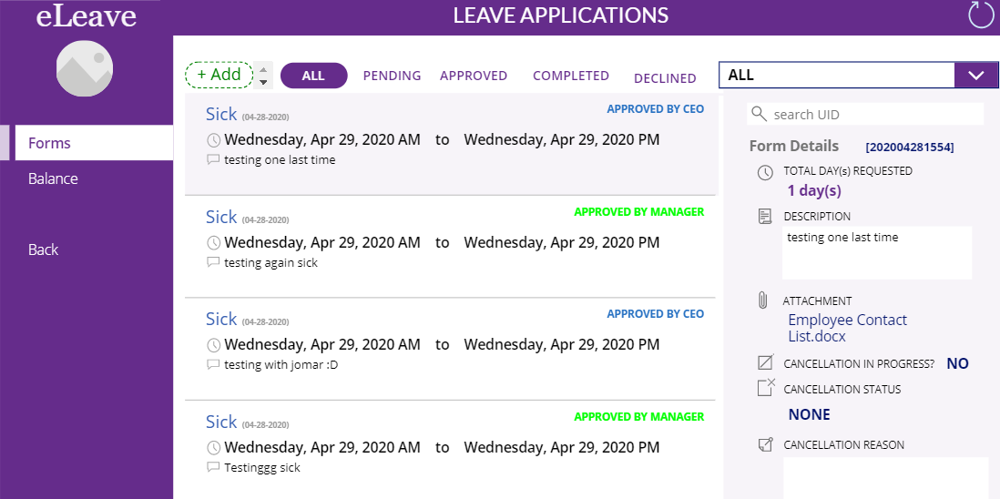 eLeave
LEAVE APPLICATIONS
Forms
Balance
Back
+ Add
ALL
PENDING
APPROVED
COMPLETED
DECLINED
ALL
Sick (04-28-2020)
APPROVED BY CEO
Wednesday, Apr 29, 2020 AM to Wednesday, Apr 29, 2020 PM
testing one last time
Sick (04-28-2020)
APPROVED BY MANAGER
Wednesday, Apr 29, 2020 AM to Wednesday, Apr 29, 2020 PM
testing again sick
Sick (04-28-2020)
APPROVED BY CEO
Wednesday, Apr 29, 2020 AM to Wednesday, Apr 29, 2020 PM
testing with jomar :D
Sick (04-28-2020)
APPROVED BY MANAGER
Wednesday, Apr 29, 2020 AM to Wednesday, Apr 29, 2020 PM
Testinggg sick
search UID
Form Details [202004281554]
TOTAL DAY(s) REQUESTED
1 day(s)
DESCRIPTION
testing one last time
ATTACHMENT
Employee Contact
List.docx
CANCELLATION IN PROGRESS? NO
CANCELLATION STATUS
NONE
CANCELLATION REASON